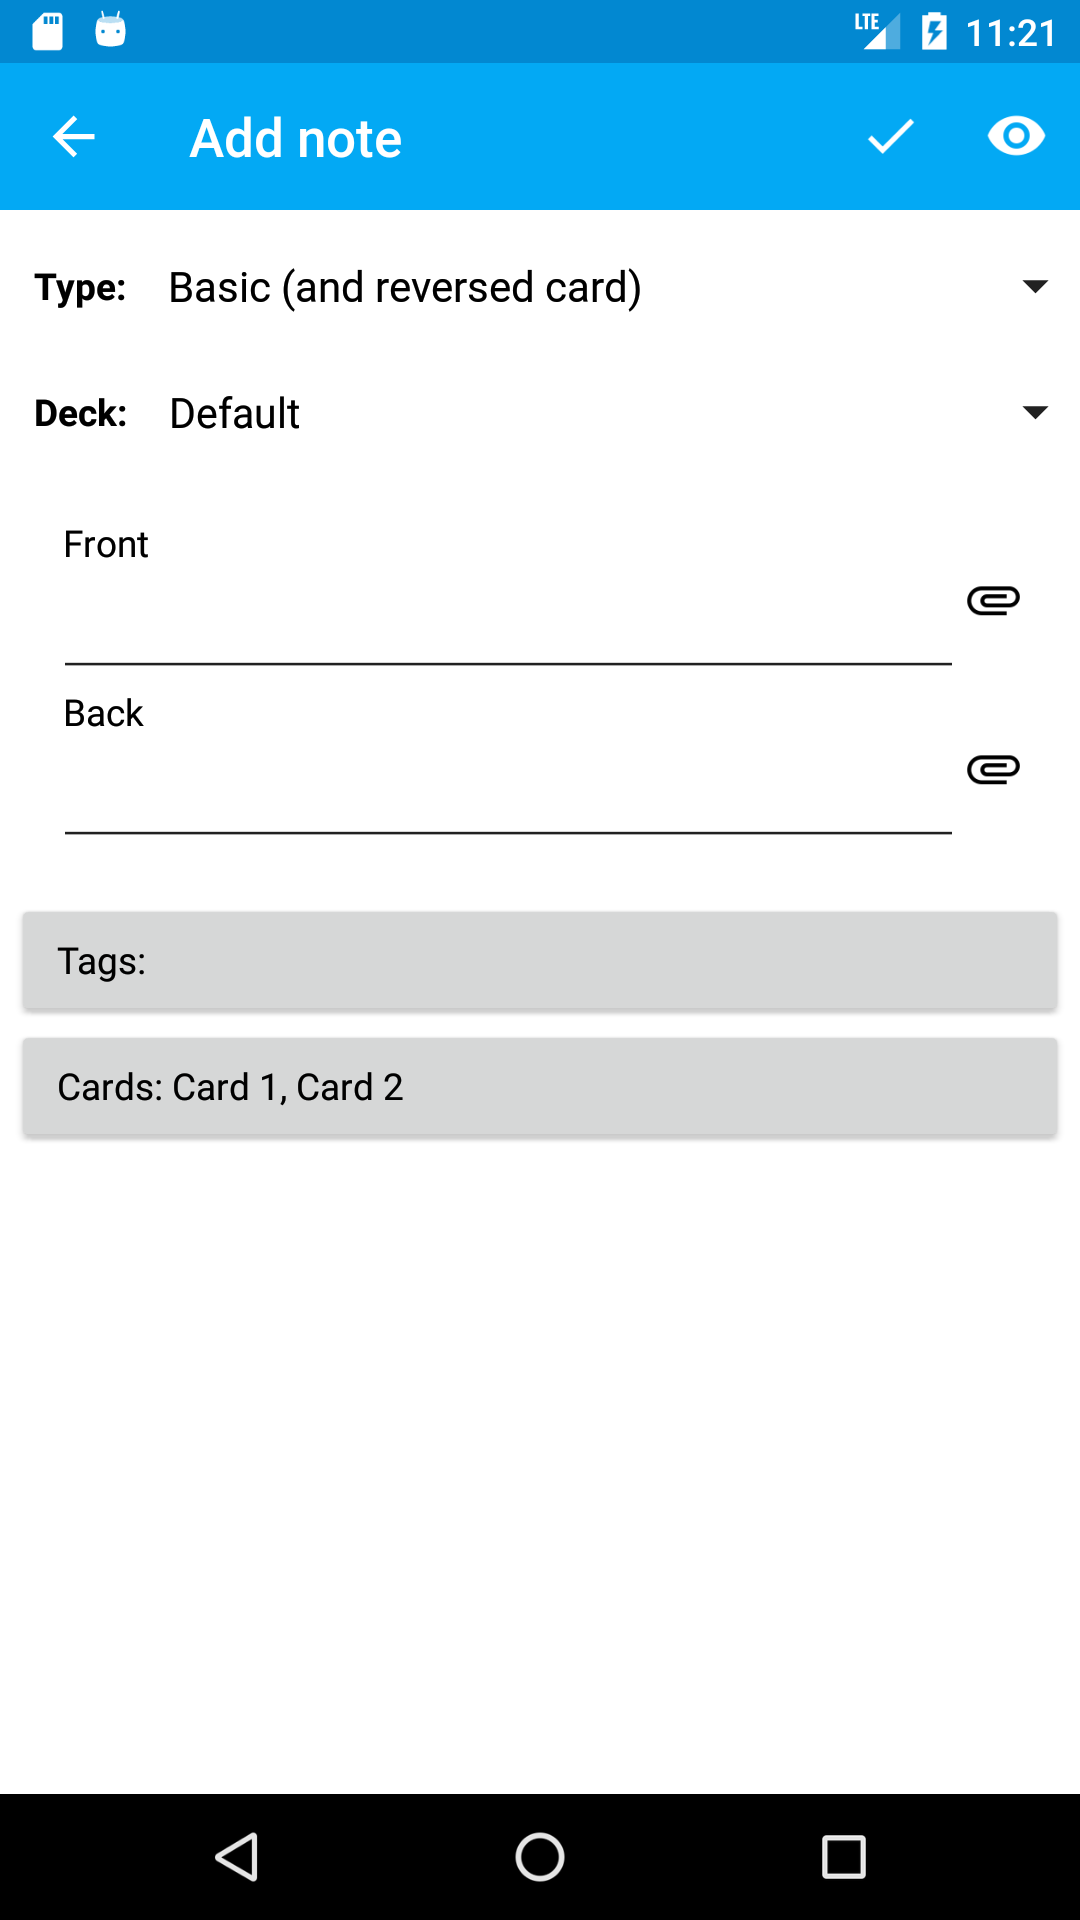 LTE 11:21
Add note
Type: Basic (and reversed card)
Deck: Default
Front
Back
Tags:
Cards: Card 1, Card 2